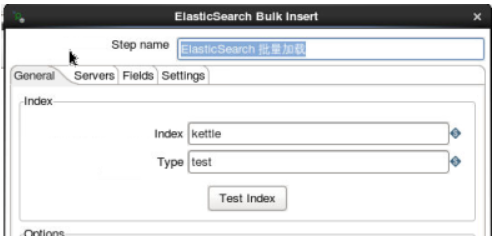 ElasticSearch Bulk Insert
Step name ElasticSearch 批量加载
General Servers Fields Settings
Index
Index kettle
Type test
Test Index
Options